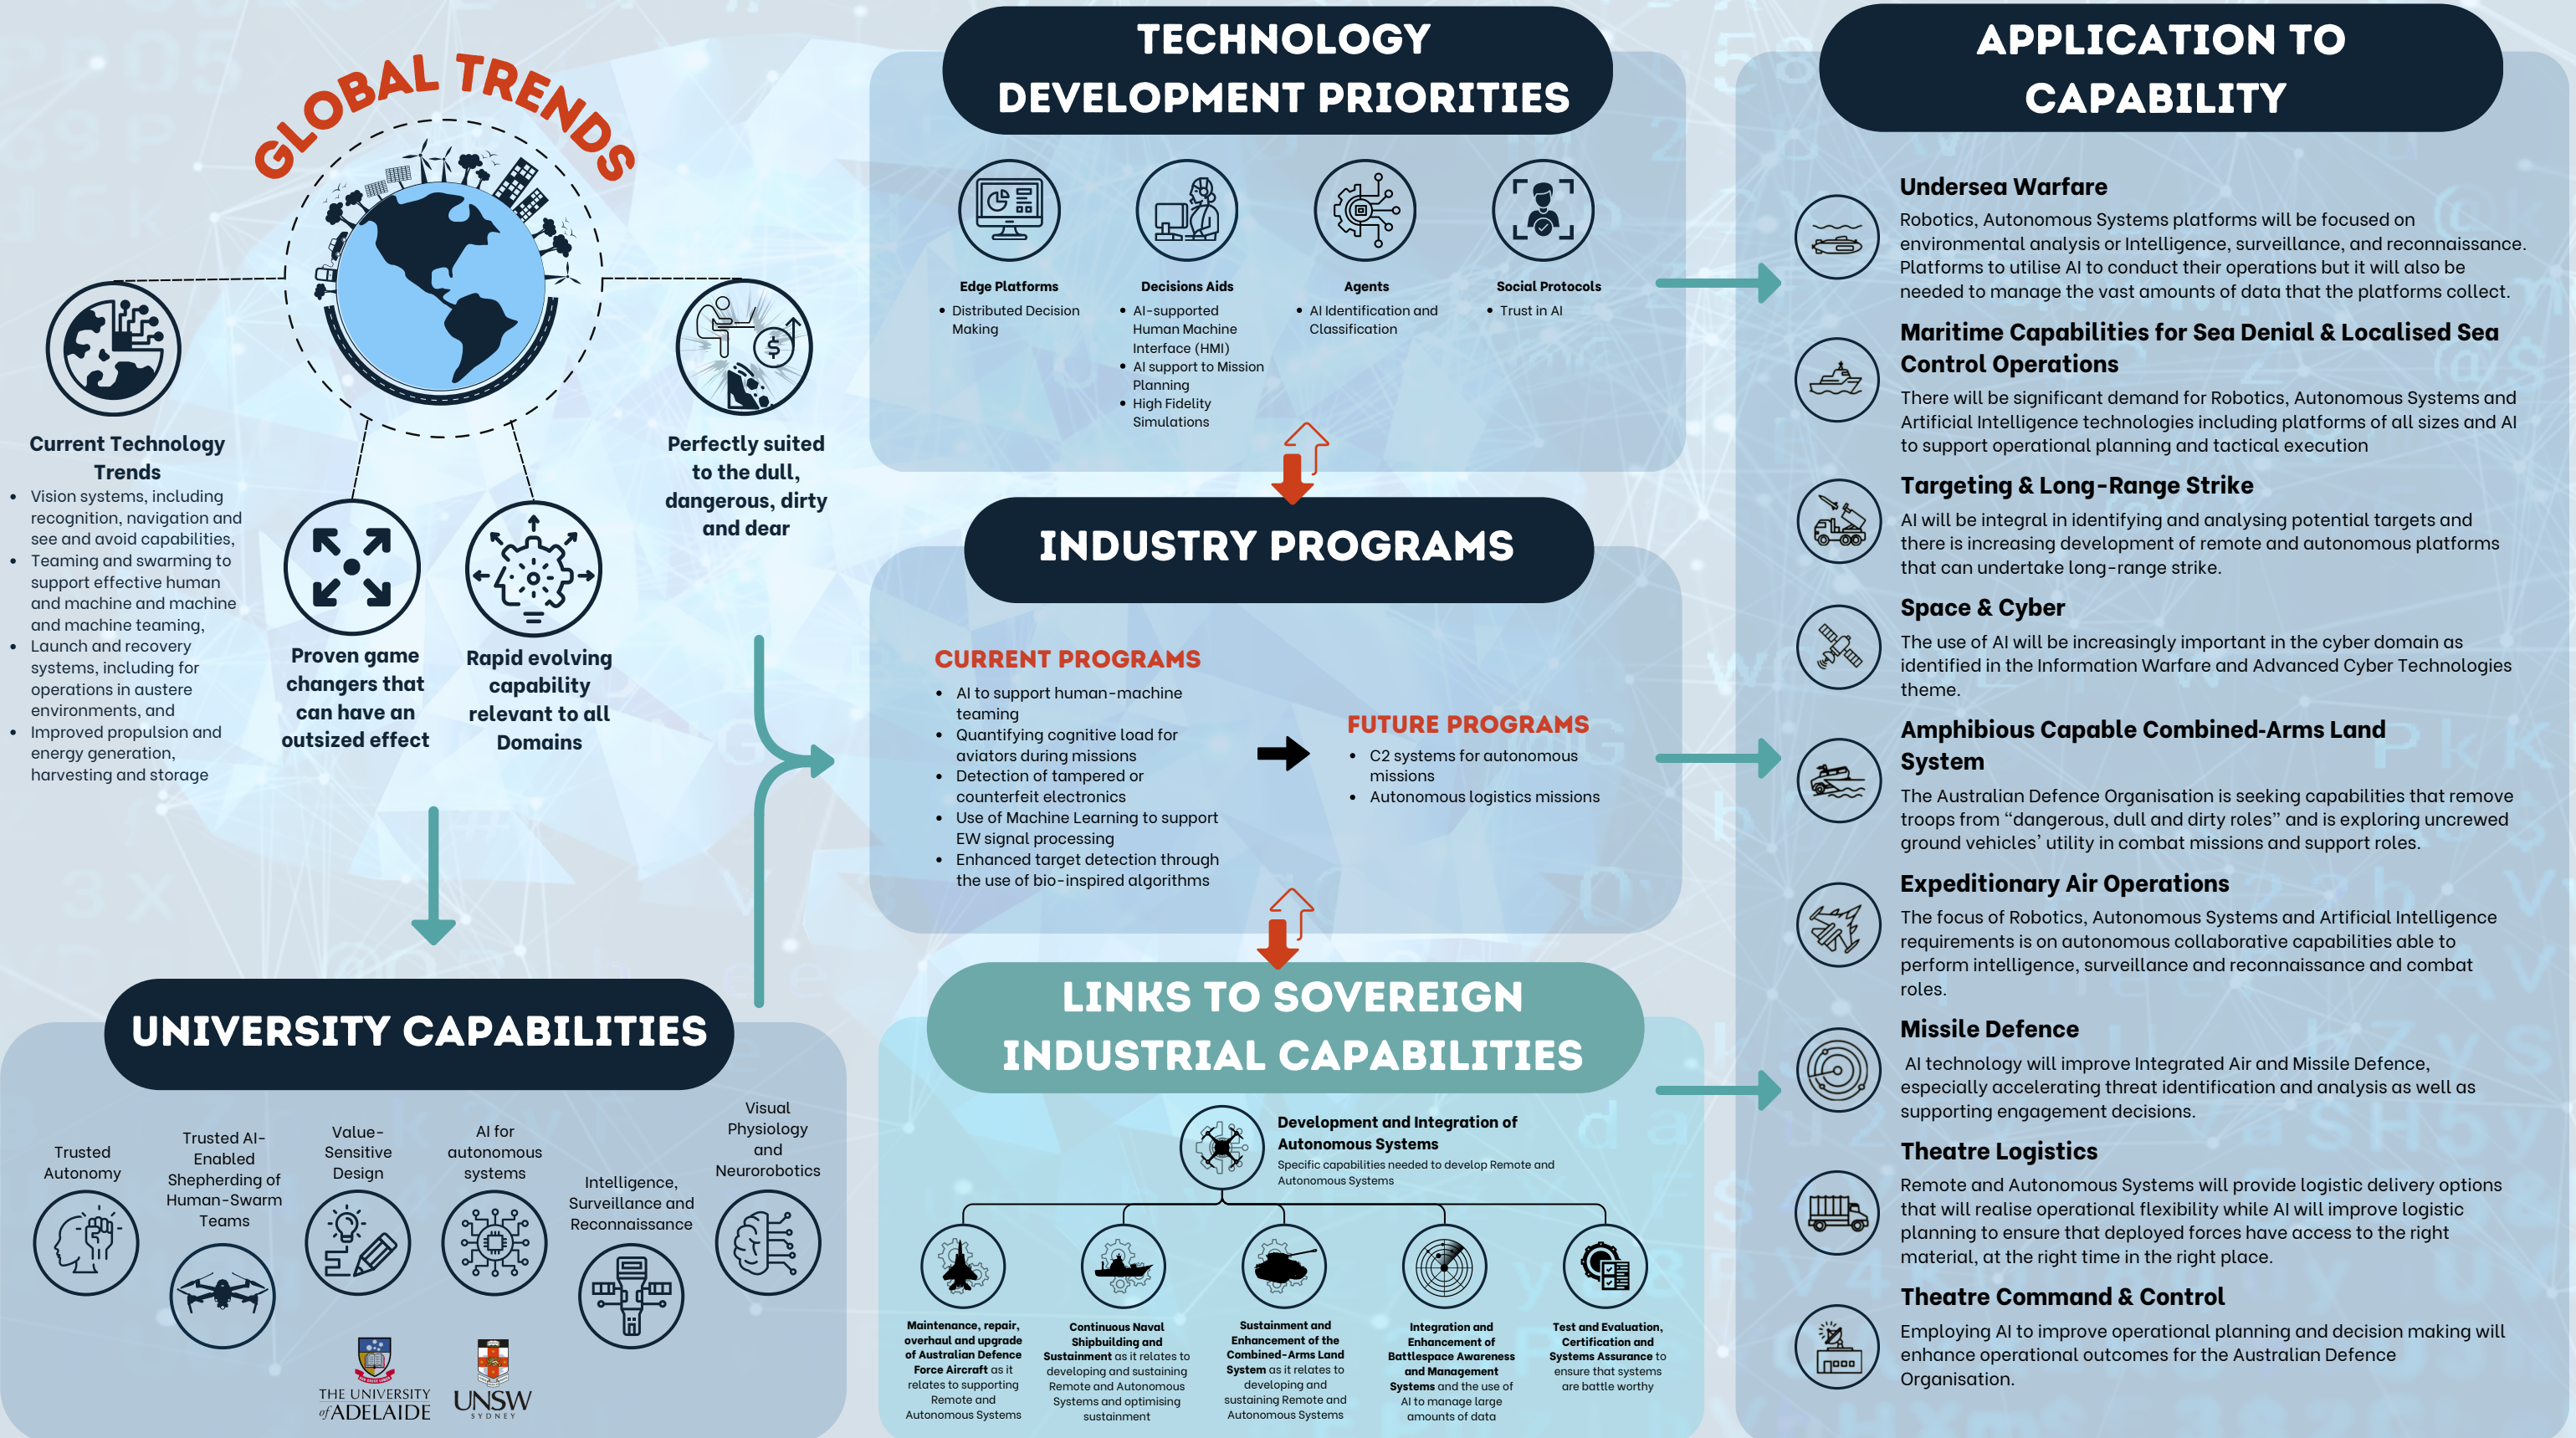 GLOBAL TRENDS
Current Technology
Trends
• Vision systems, including
recognition, navigation and
see and avoid capabilities,
• Teaming and swarming to
support effective human
and machine and machine
and machine teaming,
• Launch and recovery
systems, including for
operations in austere
environments, and
• Improved propulsion and
energy generation,
harvesting and storage
Proven game
changers that
can have an
outsized effect
Rapid evolving
capability
relevant to all
Domains
Perfectly suited
to the dull,
dangerous, dirty
and dear
$
UNIVERSITY CAPABILITIES
Trusted
Autonomy
Trusted AI-
Enabled
Shepherding of
Human-Swarm
Teams
Value-
Sensitive
Design
AI for
autonomous
systems
Intelligence,
Surveillance and
Reconnaissance
Visual
Physiology
and
Neurorobotics
THE UNIVERSITY
of ADELAIDE
UNSW
SYDNEY
TECHNOLOGY
DEVELOPMENT PRIORITIES
Edge Platforms
• Distributed Decision
Making
Decisions Aids
• AI-supported
Human Machine
Interface (HMI)
• AI support to Mission
Planning
• High Fidelity
Simulations
Agents
• AI Identification and
Classification
Social Protocols
• Trust in AI
INDUSTRY PROGRAMS
CURRENT PROGRAMS
• AI to support human-machine
teaming
• Quantifying cognitive load for
aviators during missions
• Detection of tampered or
counterfeit electronics
• Use of Machine Learning to support
EW signal processing
• Enhanced target detection through
the use of bio-inspired algorithms
FUTURE PROGRAMS
• C2 systems for autonomous
missions
• Autonomous logistics missions
LINKS TO SOVEREIGN
INDUSTRIAL CAPABILITIES
Development and Integration of
Autonomous Systems
Specific capabilities needed to develop Remote and
Autonomous Systems
Maintenance, repair,
overhaul and upgrade
of Australian Defence
Force Aircraft as it
relates to supporting
Remote and
Autonomous Systems
Continuous Naval
Shipbuilding and
Sustainment as it relates to
developing and sustaining
Remote and Autonomous
Systems and optimising
sustainment
Sustainment and
Enhancement of the
Combined-Arms Land
System as it relates to
developing and
sustaining Remote and
Autonomous Systems
Integration and
Enhancement of
Battlespace Awareness
and Management
Systems and the use of
AI to manage large
amounts of data
Test and Evaluation,
Certification and
Systems Assurance to
ensure that systems
are battle worthy
APPLICATION TO
CAPABILITY
Undersea Warfare
Robotics, Autonomous Systems platforms will be focused on
environmental analysis or Intelligence, surveillance, and reconnaissance.
Platforms to utilise AI to conduct their operations but it will also be
needed to manage the vast amounts of data that the platforms collect.
Maritime Capabilities for Sea Denial & Localised Sea
Control Operations
There will be significant demand for Robotics, Autonomous Systems and
Artificial Intelligence technologies including platforms of all sizes and AI
to support operational planning and tactical execution
Targeting & Long-Range Strike
AI will be integral in identifying and analysing potential targets and
there is increasing development of remote and autonomous platforms
that can undertake long-range strike.
Space & Cyber
The use of AI will be increasingly important in the cyber domain as
identified in the Information Warfare and Advanced Cyber Technologies
theme.
Amphibious Capable Combined-Arms Land
System
The Australian Defence Organisation is seeking capabilities that remove
troops from “dangerous, dull and dirty roles” and is exploring uncrewed
ground vehicles’ utility in combat missions and support roles.
Expeditionary Air Operations
The focus of Robotics, Autonomous Systems and Artificial Intelligence
requirements is on autonomous collaborative capabilities able to
perform intelligence, surveillance and reconnaissance and combat
roles.
Missile Defence
AI technology will improve Integrated Air and Missile Defence,
especially accelerating threat identification and analysis as well as
supporting engagement decisions.
Theatre Logistics
Remote and Autonomous Systems will provide logistic delivery options
that will realise operational flexibility while AI will improve logistic
planning to ensure that deployed forces have access to the right
material, at the right time in the right place.
Theatre Command & Control
Employing AI to improve operational planning and decision making will
enhance operational outcomes for the Australian Defence
Organisation.